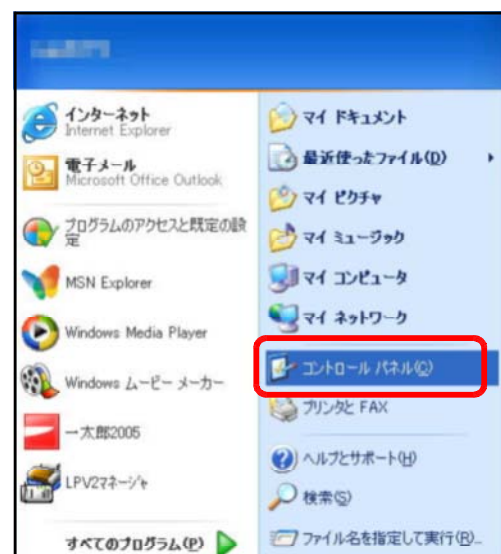 インターネット
Internet Explorer
電子メール
Microsoft Office Outlook
プログラムのアクセスと既定の設
定
MSN Explorer
Windows Media Player
Windows ムービー メーカー
一太郎2005
LPV2マネージャ
すべてのプログラム(P)
マイ ドキュメント
最近使ったファイル(D)
マイ ピクチャ
マイ ミュージック
マイ コンピュータ
マイ ネットワーク
コントロール パネル(C)
プリンタと FAX
ヘルプとサポート(H)
検索(S)
ファイル名を指定して実行(R)...